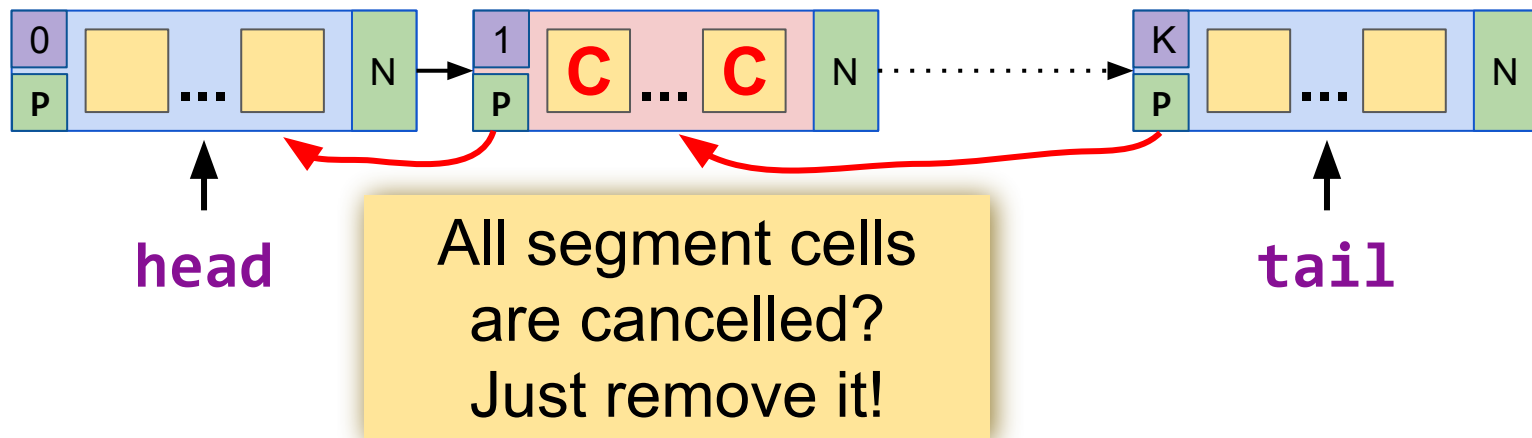 0 ... N 1 C ... C N K ... N
P P P
head tail
All segment cells
are cancelled?
Just remove it!